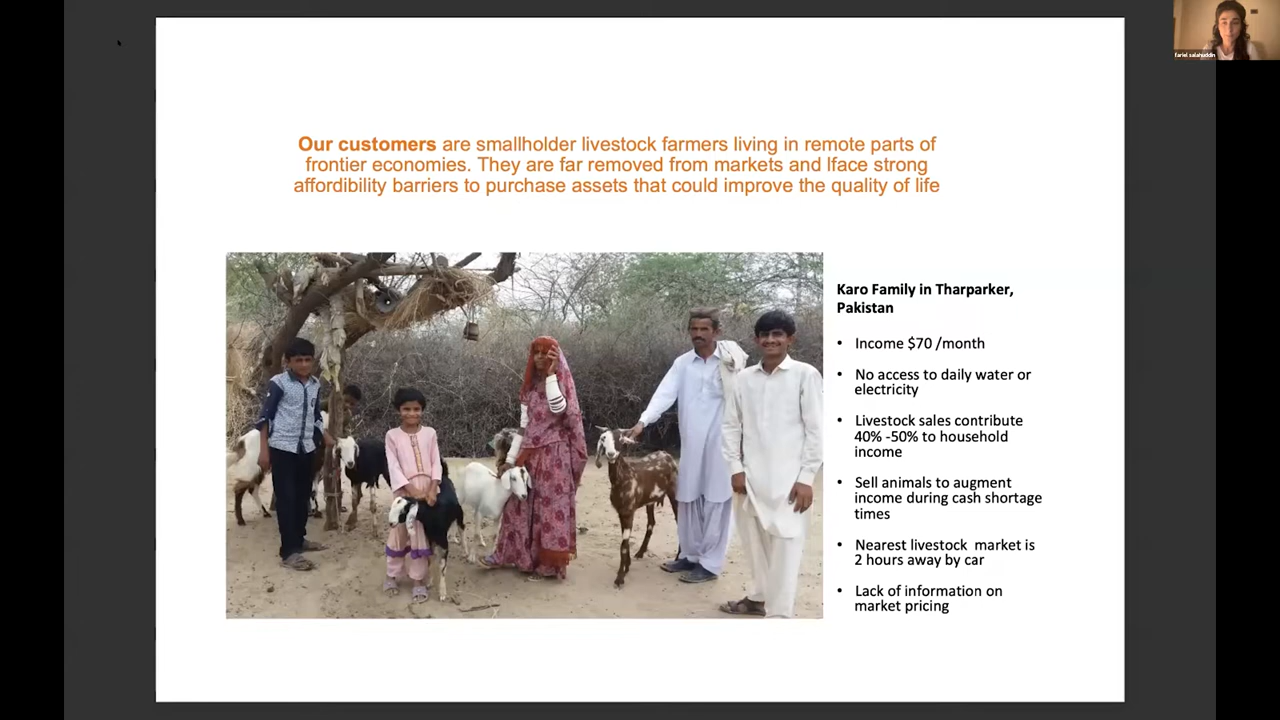 fariel salahuddin
Our customers are smallholder livestock farmers living in remote parts of
frontier economies. They are far removed from markets and lface strong
affordibility barriers to purchase assets that could improve the quality of life
Karo Family in Tharparker,
Pakistan
• Income $70 /month
• No access to daily water or
electricity
• Livestock sales contribute
40% -50% to household
income
• Sell animals to augment
income during cash shortage
times
• Nearest livestock  market is
2 hours away by car
• Lack of information on
market pricing